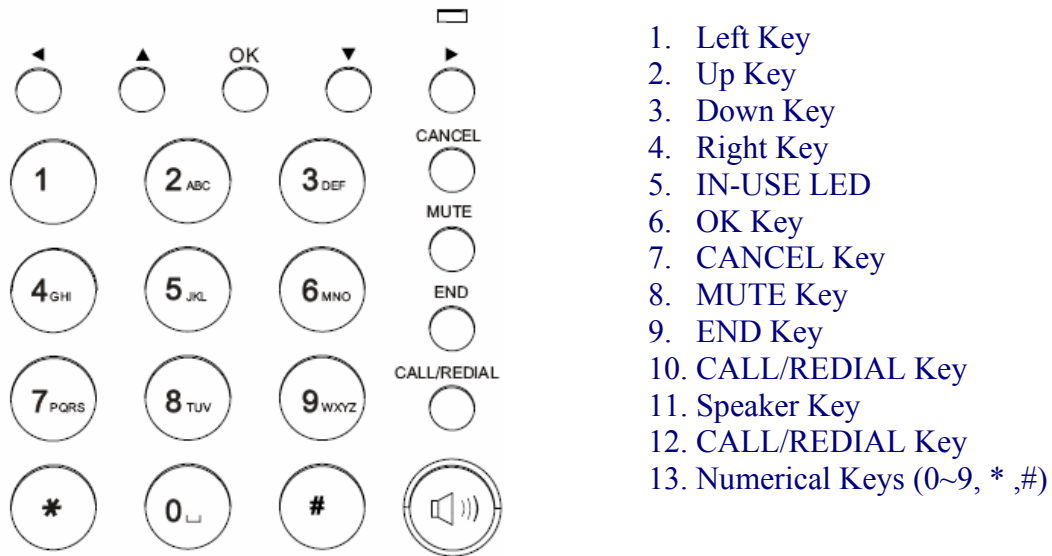 OK
CANCEL
1 2 ABC 3 DEF
MUTE
4 GHI 5 JKL 6 MNO
END
CALL/REDIAL
7 PQRS 8 TUV 9 WXYZ
* 0 ⎵ #
1. Left Key
2. Up Key
3. Down Key
4. Right Key
5. IN-USE LED
6. OK Key
7. CANCEL Key
8. MUTE Key
9. END Key
10. CALL/REDIAL Key
11. Speaker Key
12. CALL/REDIAL Key
13. Numerical Keys (0~9, * ,#)